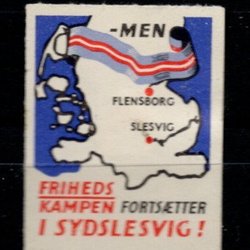 -MEN
FLENSBORG
SLESVIG
FRIHEDS
KAMPEN FORTSÆTTER
I SYDSLESVIG!